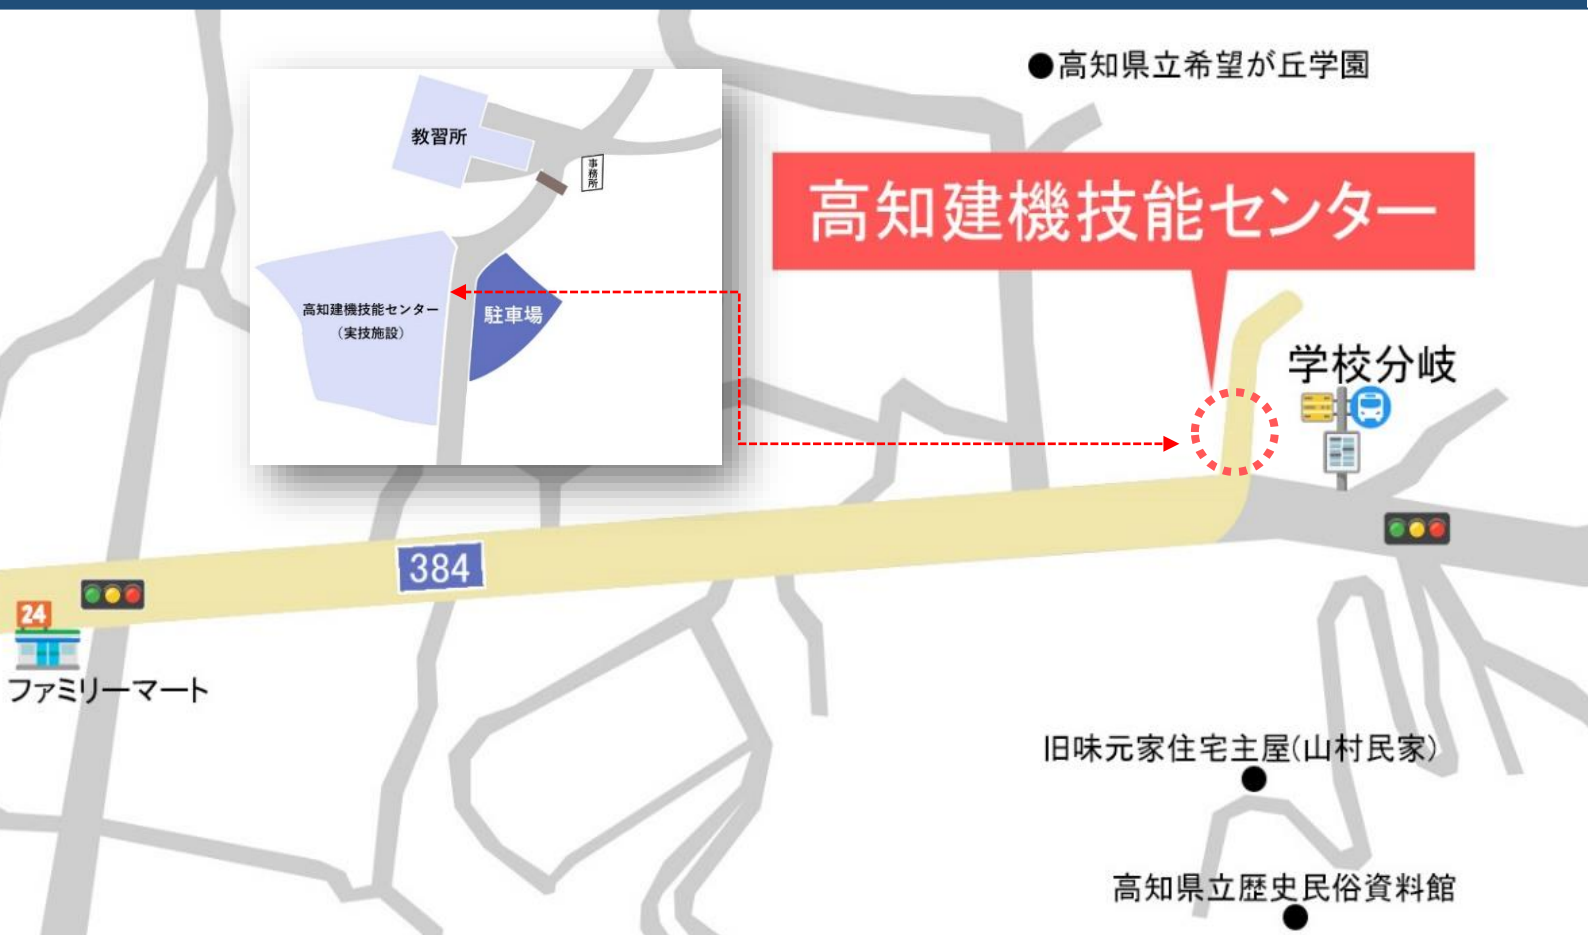 高知県立希望が丘学園
教習所
事務所
高知建機技能センター
高知建機技能センター
（実技施設）
駐車場
学校分岐
384
24
ファミリーマート
旧味元家住宅主屋(山村民家)
高知県立歴史民俗資料館